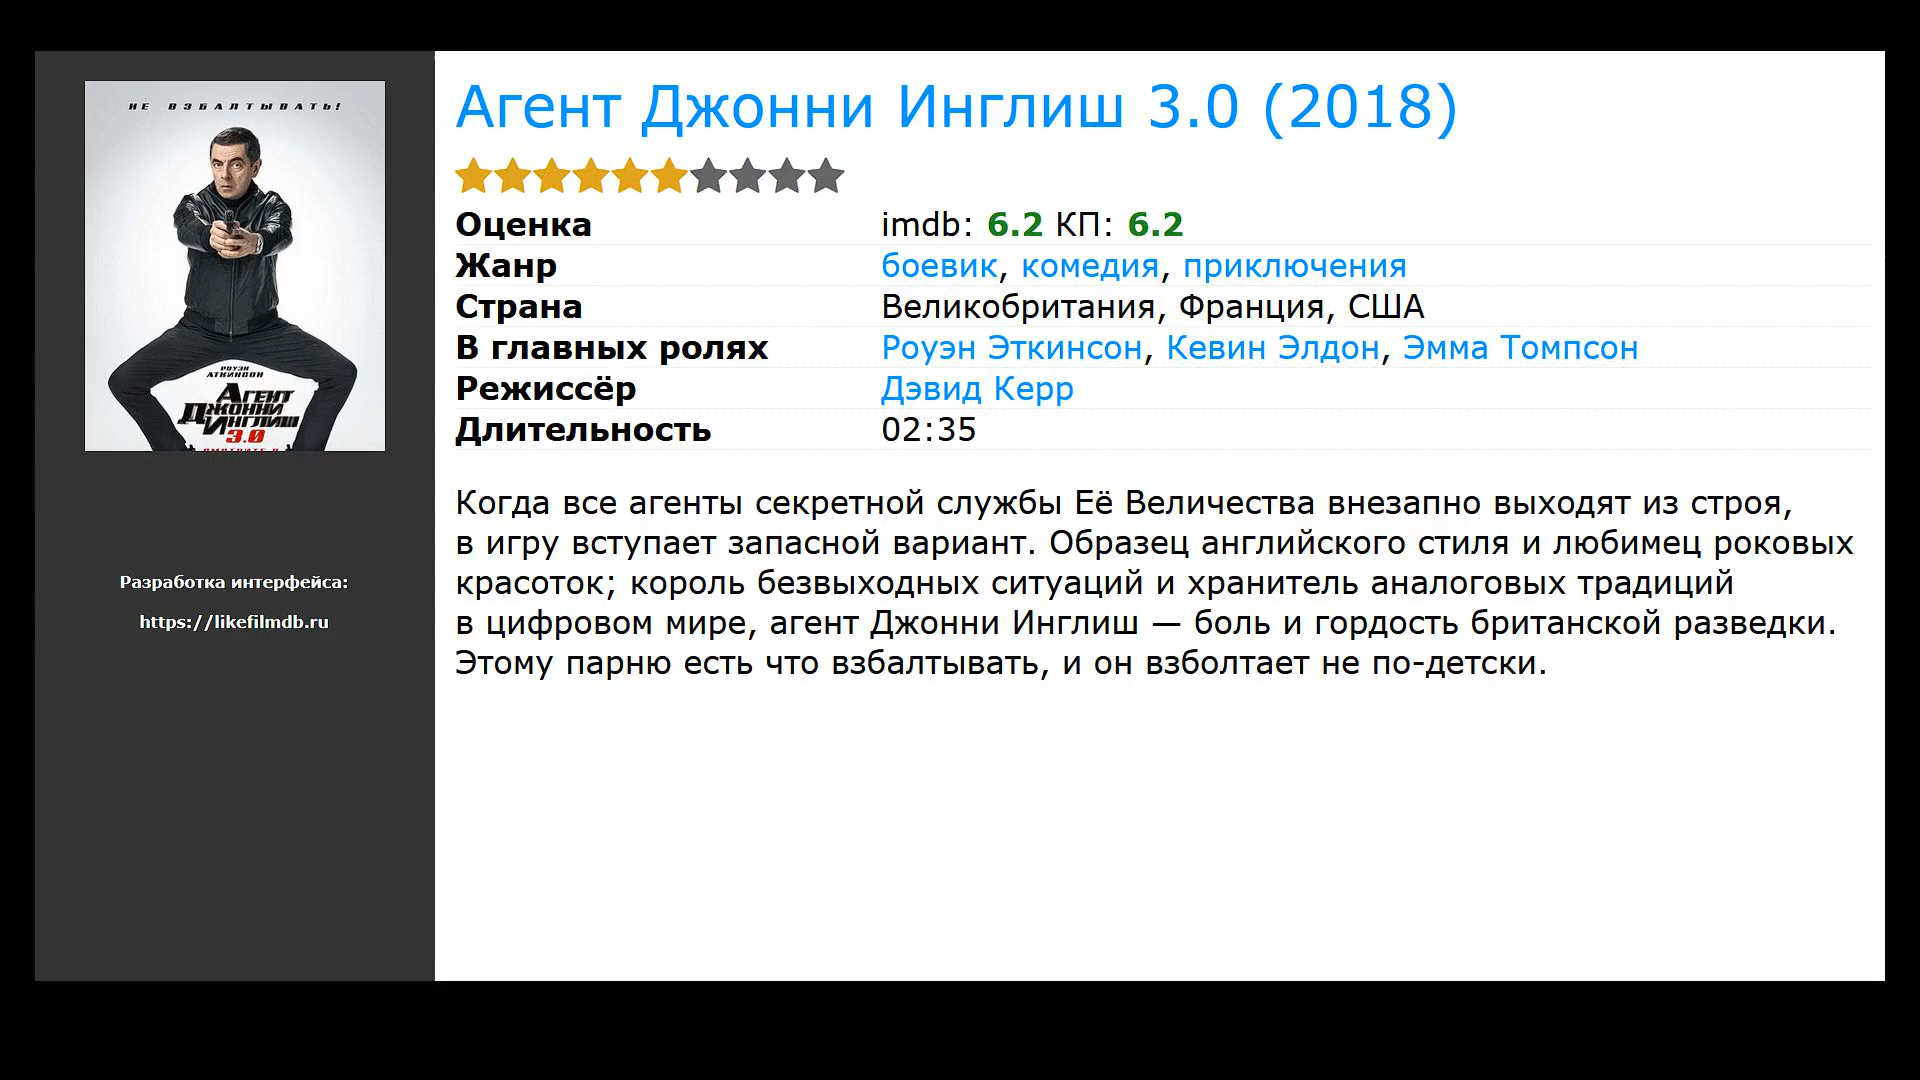 НЕ ВЗБАЛТЫВАТЬ!
РОУЭН
АТКИНСОН
АГЕНТ
ДЖОННИ
ИНГЛИШ
3.0
СМОТРИТЕ В
Разработка интерфейса:
https://likefilmdb.ru
Агент Джонни Инглиш 3.0 (2018)
Оценка imdb: 6.2 КП: 6.2
Жанр боевик, комедия, приключения
Страна Великобритания, Франция, США
В главных ролях Роуэн Эткинсон, Кевин Элдон, Эмма Томпсон
Режиссёр Дэвид Керр
Длительность 02:35
Когда все агенты секретной службы Её Величества внезапно выходят из строя,
в игру вступает запасной вариант. Образец английского стиля и любимец роковых
красоток; король безвыходных ситуаций и хранитель аналоговых традиций
в цифровом мире, агент Джонни Инглиш — боль и гордость британской разведки.
Этому парню есть что взбалтывать, и он взболтает не по-детски.